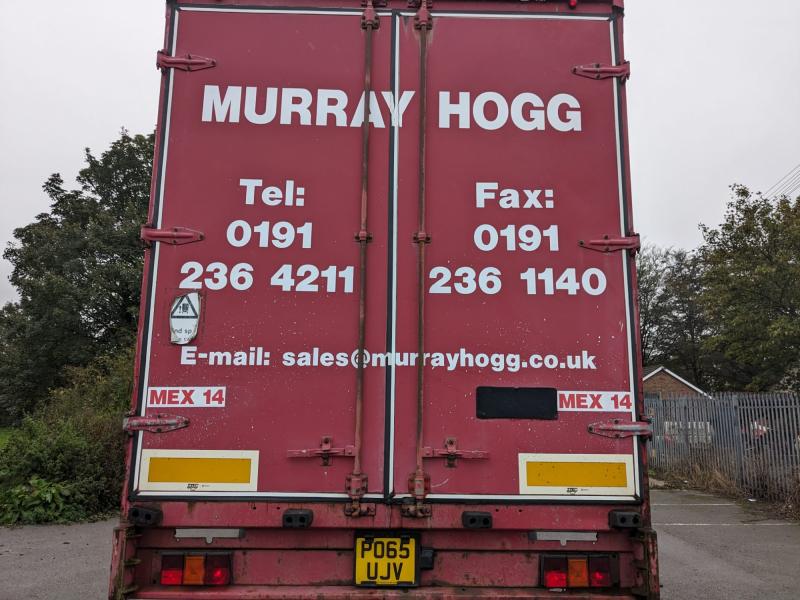 MURRAY HOGG
Tel: Fax:
0191 0191
236 4211 236 1140
E-mail: sales@murrayhogg.co.uk
MEX 14 MEX 14
PO65
UJV